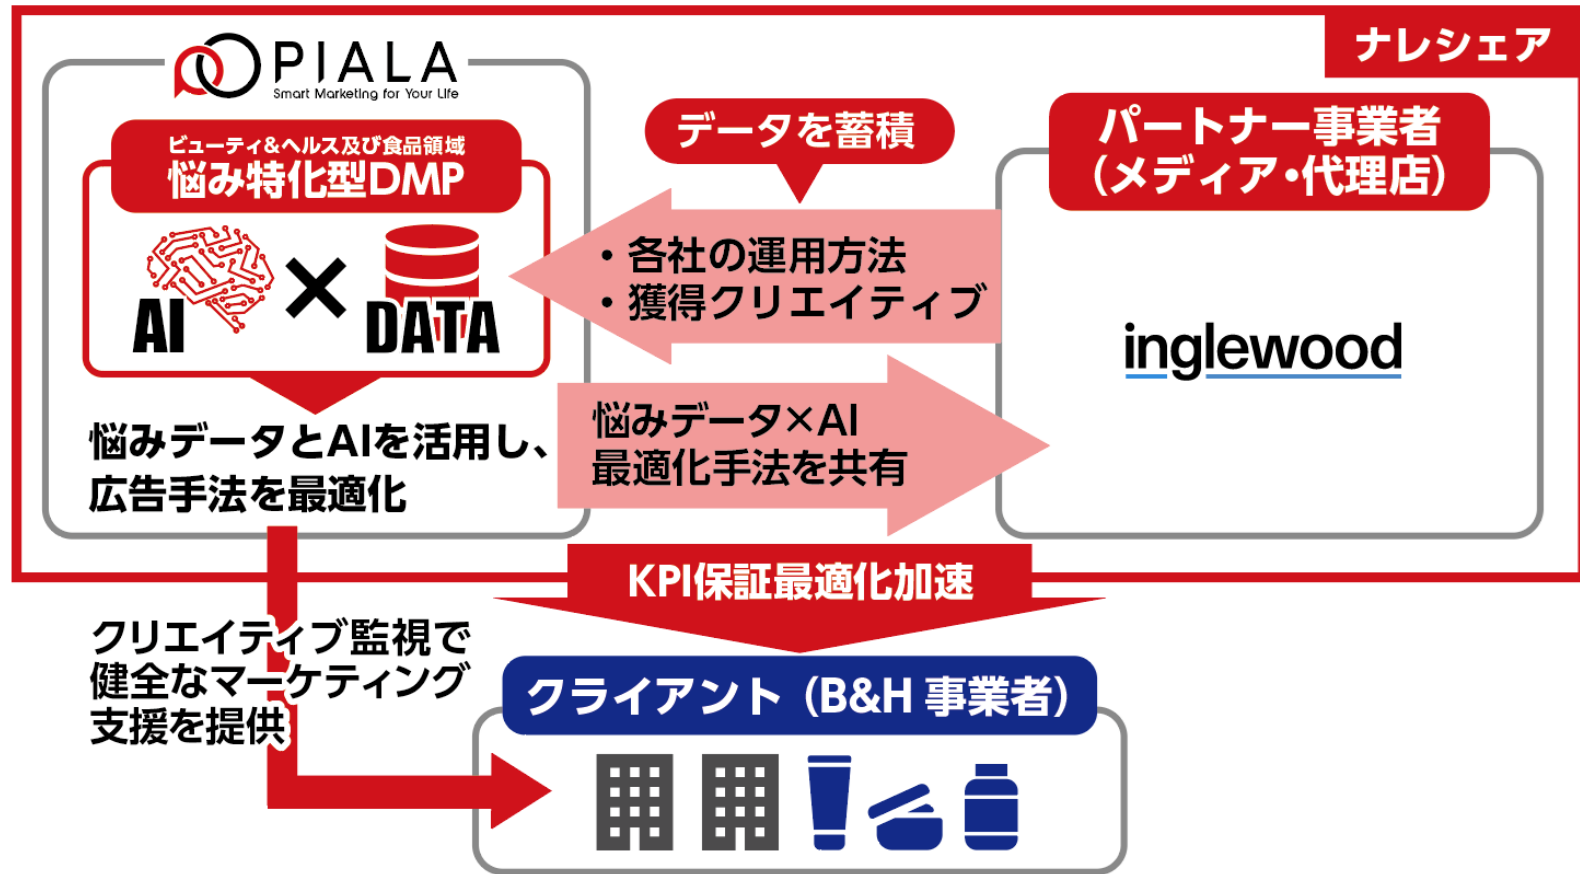 ナレシェア
PIALA
Smart Marketing for Your Life
ビューティ&ヘルス及び食品領域
悩み特化型DMP
AI
×
DATA
悩みデータとAIを活用し、
広告手法を最適化
データを蓄積
・各社の運用方法
・獲得クリエイティブ
悩みデータ×AI
最適化手法を共有
パートナー事業者
（メディア・代理店）
inglewood
KPI保証最適化加速
クリエイティブ監視で
健全なマーケティング
支援を提供
クライアント（B&H 事業者）